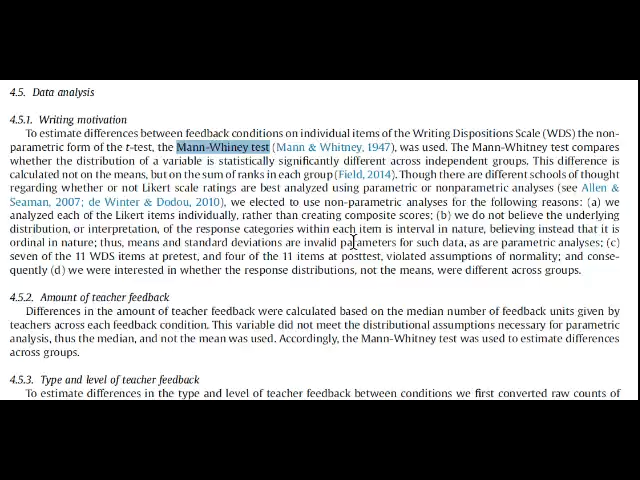 4.5. Data analysis
4.5.1. Writing motivation
To estimate differences between feedback conditions on individual items of the Writing Dispositions Scale (WDS) the non-
parametric form of the t-test, the Mann-Whiney test (Mann & Whitney, 1947), was used. The Mann-Whitney test compares
whether the distribution of a variable is statistically significantly different across independent groups. This difference is
calculated not on the means, but on the sum of ranks in each group (Field, 2014). Though there are different schools of thought
regarding whether or not Likert scale ratings are best analyzed using parametric or nonparametric analyses (see Allen &
Seaman, 2007; de Winter & Dodou, 2010), we elected to use non-parametric analyses for the following reasons: (a) we
analyzed each of the Likert items individually, rather than creating composite scores; (b) we do not believe the underlying
distribution, or interpretation, of the response categories within each item is interval in nature, believing instead that it is
ordinal in nature; thus, means and standard deviations are invalid parameters for such data, as are parametric analyses; (c)
seven of the 11 WDS items at pretest, and four of the 11 items at posttest, violated assumptions of normality; and conse-
quently (d) we were interested in whether the response distributions, not the means, were different across groups.
4.5.2. Amount of teacher feedback
Differences in the amount of teacher feedback were calculated based on the median number of feedback units given by
teachers across each feedback condition. This variable did not meet the distributional assumptions necessary for parametric
analysis, thus the median, and not the mean was used. Accordingly, the Mann-Whitney test was used to estimate differences
across groups.
4.5.3. Type and level of teacher feedback
To estimate differences in the type and level of teacher feedback between conditions we first converted raw counts of